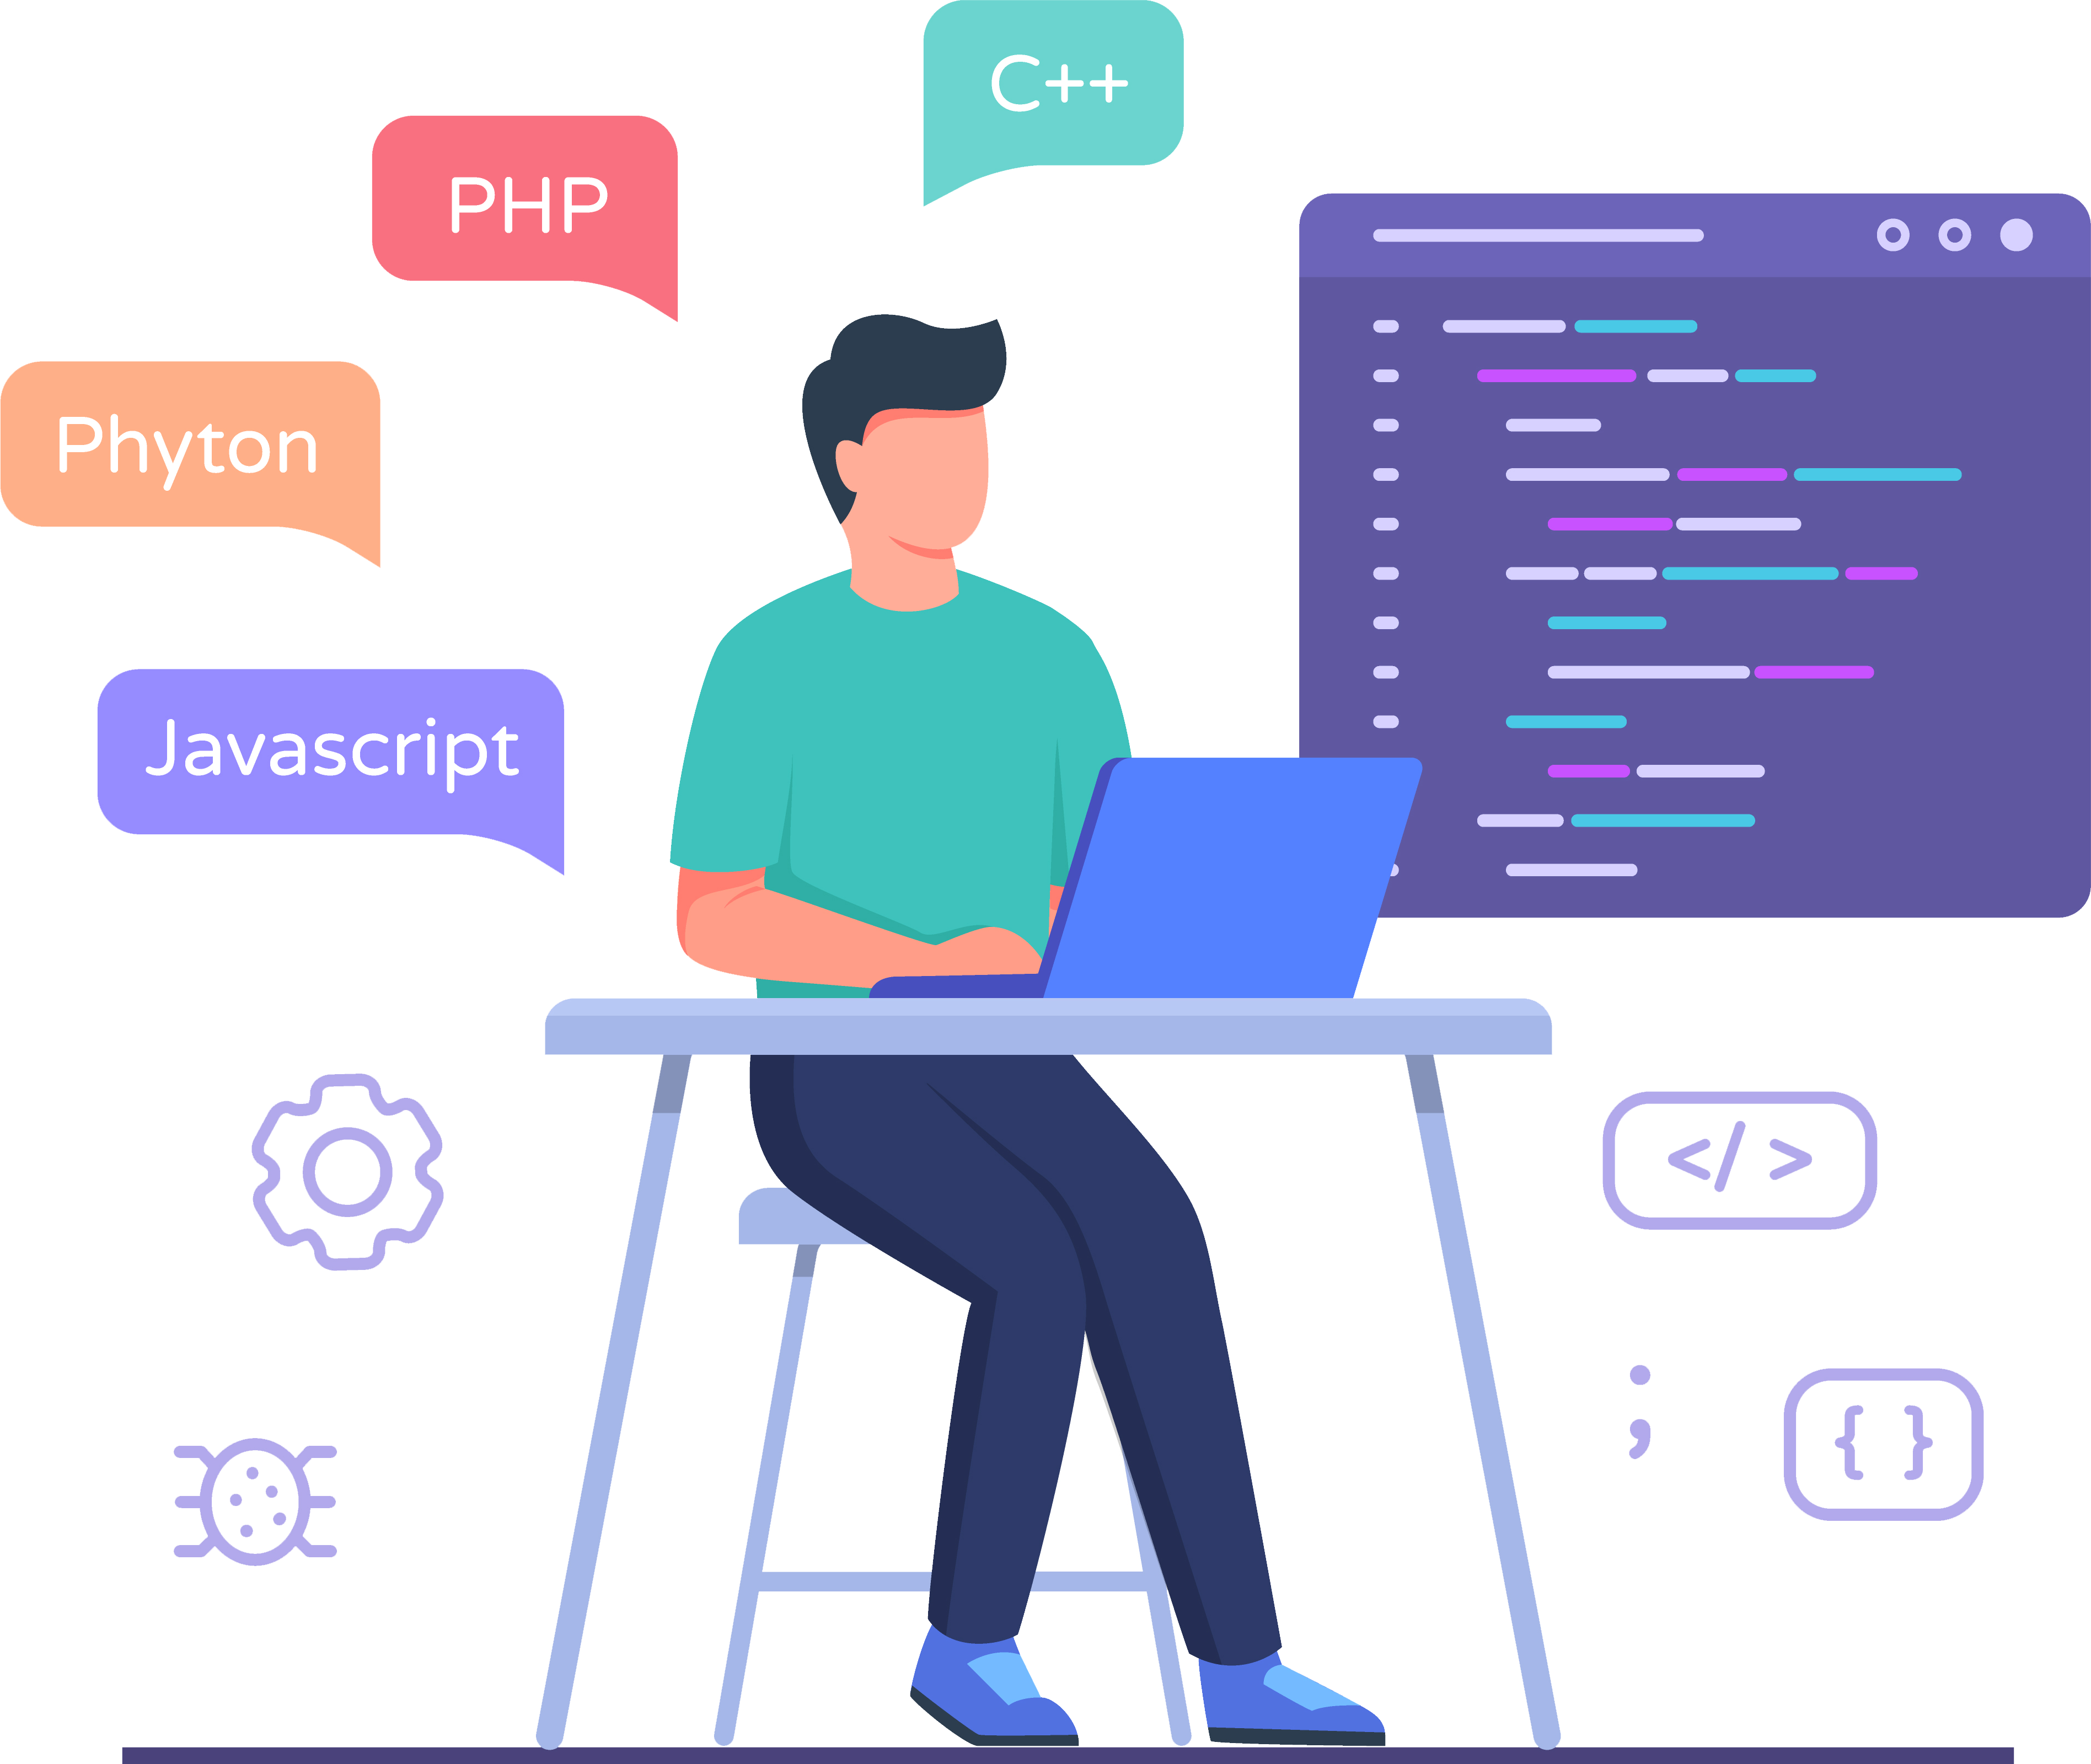 C++
PHP
Phyton
Javascript
</>
;
{ }